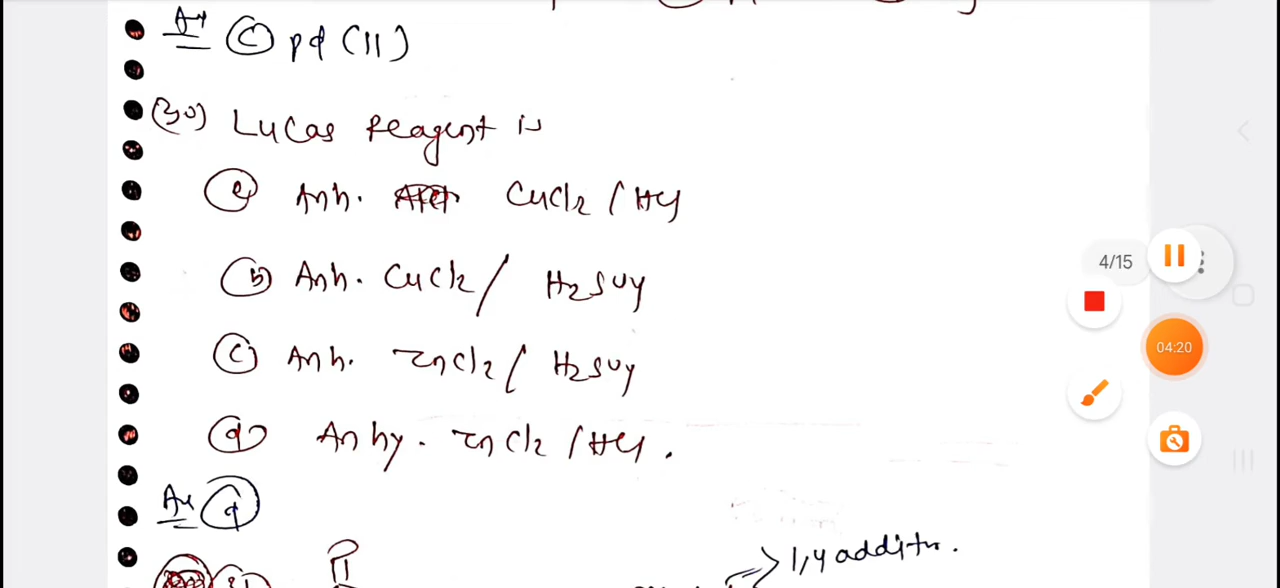 Ans (c) pd (II)
(30) Lucas Reagent is
(a) Anh. CuCl2 / HCl
(b) Anh. CuCl2 / H2SO4
(c) Anh. ZnCl2 / H2SO4
(d) Anhy. ZnCl2 / HCl.
Ans (d)
1,4 additn.
4/15
04:20